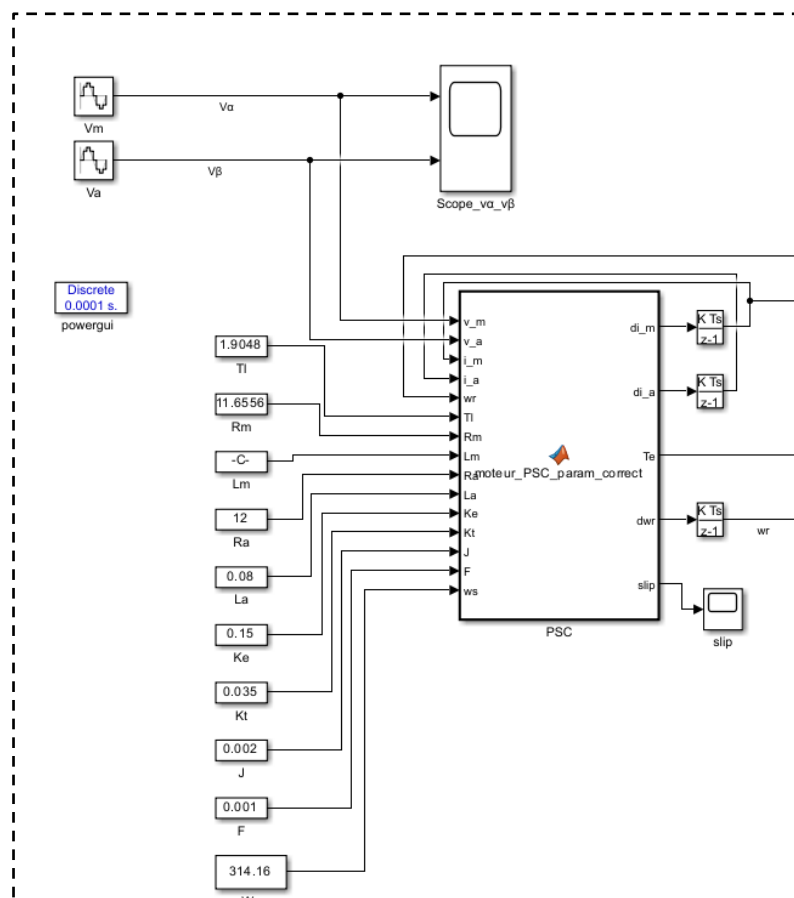 Vm
Vα
Va
Vβ
Scope_vα_vβ
Discrete
0.0001 s.
powergui
1.9048
Tl
11.6556
Rm
-C-
Lm
12
Ra
0.08
La
0.15
Ke
0.035
Kt
0.002
J
0.001
F
314.16
v_m
v_a
i_m
i_a
wr
Tl
Rm
Lm
Ra
La
Ke
Kt
J
F
ws
moteur_PSC_param_correct
di_m
di_a
Te
dwr
slip
PSC
K Ts
z-1
K Ts
z-1
K Ts
z-1
wr
slip